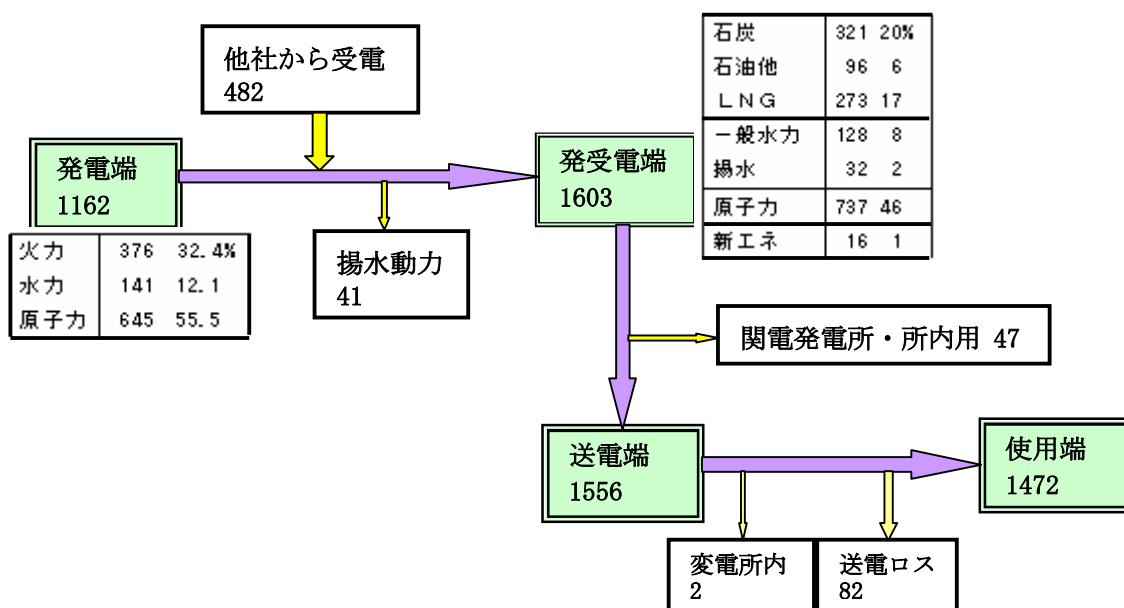 他社から受電
482
発電端
1162
火力 376 32.4%
水力 141 12.1
原子力 645 55.5
揚水動力
41
発受電端
1603
石炭 321 20%
石油他 96 6
ＬＮＧ 273 17
一般水力 128 8
揚水 32 2
原子力 737 46
新エネ 16 1
関電発電所・所内用 47
送電端
1556
使用端
1472
変電所内
2
送電ロス
82